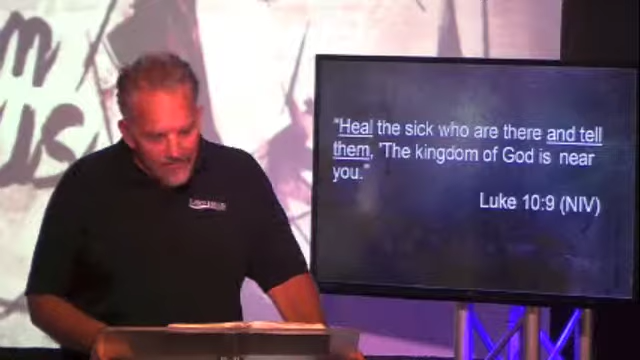 "Heal the sick who are there and tell
them, 'The kingdom of God is near
you."
Luke 10:9 (NIV)